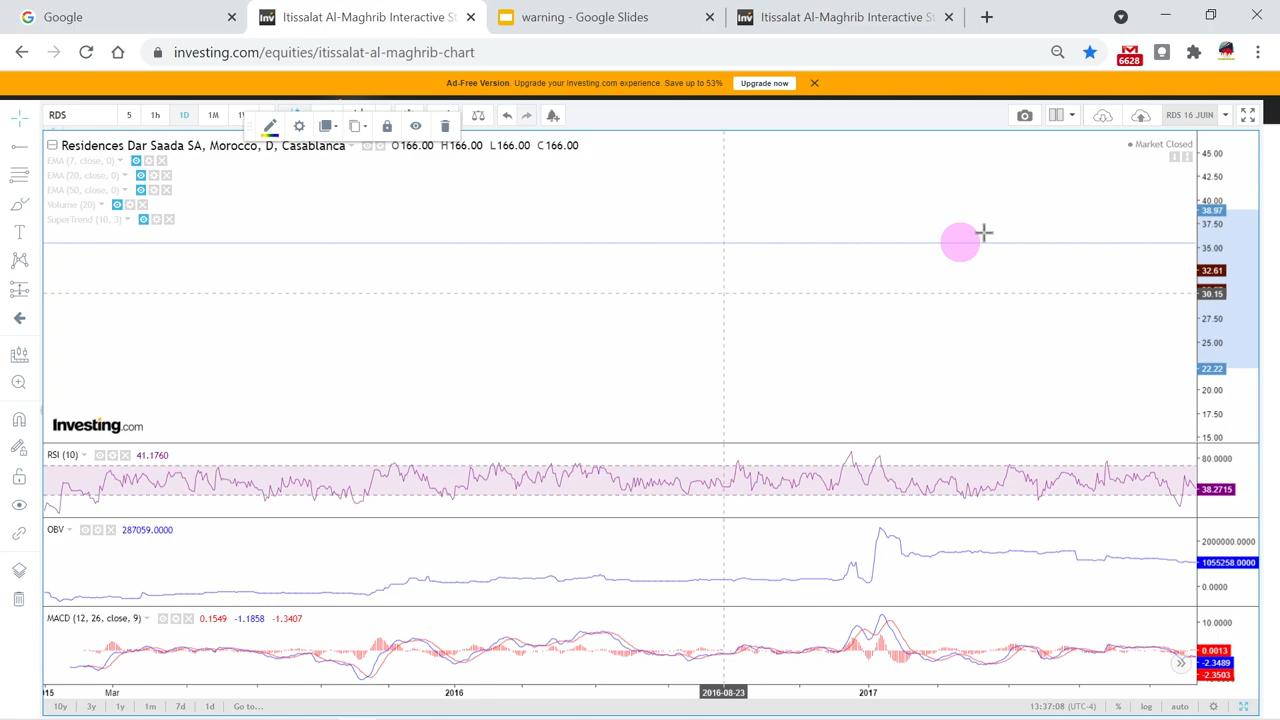 Google
Itissalat Al-Maghrib Interactive St
warning - Google Slides
Itissalat Al-Maghrib Interactive St
investing.com/equities/itissalat-al-maghrib-chart
6628
Ad-Free Version. Upgrade your Investing.com experience. Save up to 53%
Upgrade now
RDS
5
1h
1D
1M
RDS 16 JUIN
Residences Dar Saada SA, Morocco, D, Casablanca
O 166.00 H 166.00 L 166.00 C 166.00
Market Closed
EMA (7, close, 0)
EMA (20, close, 0)
EMA (50, close, 0)
Volume (20)
SuperTrend (10, 3)
45.00
42.50
40.00
38.97
37.50
35.00
32.61
30.15
27.50
25.00
22.22
20.00
17.50
15.00
Investing.com
RSI (10)
41.1760
80.0000
38.2715
OBV
287059.0000
2000000.0000
1055258.0000
0.0000
MACD (12, 26, close, 9)
0.1549 -1.1858 -1.3407
10.0000
0.0013
-2.3489
-2.3503
015
Mar
2016
2016-08-23
2017
10y
3y
1y
1m
7d
1d
Go to...
13:37:08 (UTC-4)
%
log
auto